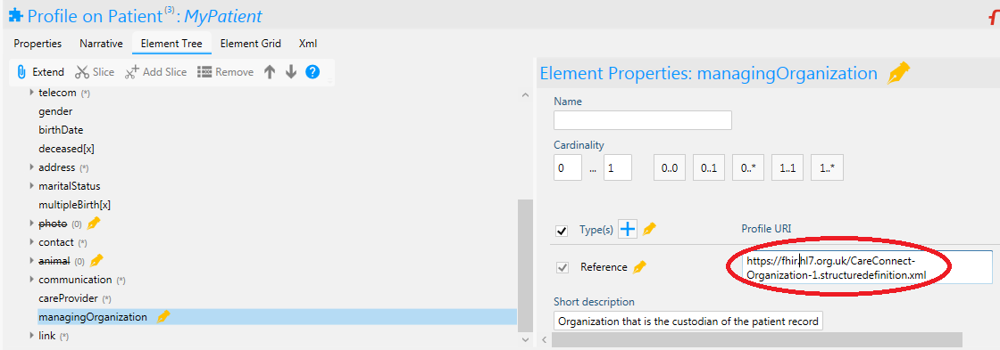 Profile on Patient(3): MyPatient
Properties Narrative Element Tree Element Grid Xml
Extend Slice Add Slice Remove ?
telecom (*)
gender
birthDate
deceased[x]
address (*)
maritalStatus
multipleBirth[x]
photo (0)
contact (*)
animal (0)
communication (*)
careProvider
managingOrganization
link (*)
Element Properties: managingOrganization
Name
Cardinality
0 ... 1 0..0 0..1 0..* 1..1 1..*
Type(s) Profile URI
Reference
https://fhir.hl7.org.uk/CareConnect-
Organization-1.structuredefinition.xml
Short description
Organization that is the custodian of the patient record